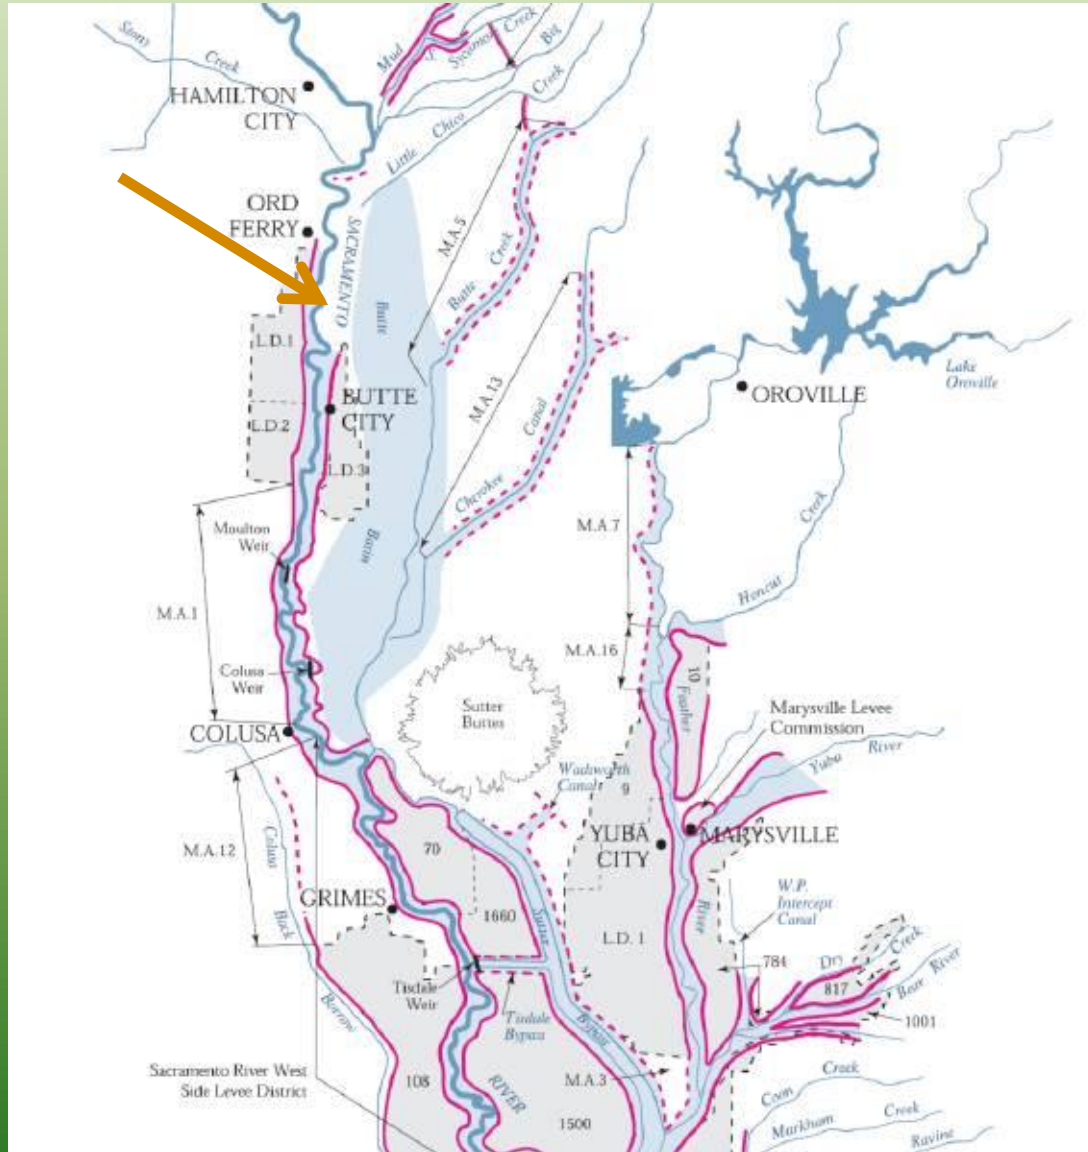 Stony
Creek
Mud
Sycamore Creek
Big
Creek
Little Chico
HAMILTON
CITY
ORD
FERRY
SACRAMENTO
M.A.5
Butte Creek
Butte
Basin
L.D.1
L.D.2
BUTTE
CITY
L.D.3
M.A.13
Cherokee Canal
OROVILLE
Lake
Oroville
M.A.7
Creek
Honcut
Moulton
Weir
M.A.1
M.A.16
Colusa
Weir
COLUSA
Sutter
Buttes
10
Feather
Marysville Levee
Commission
Yuba River
Wadsworth
Canal
9
YUBA
CITY
MARYSVILLE
M.A.12
Colusa
70
GRIMES
Back
1660
Sutter
River
W.P.
Intercept
Canal
L.D. 1
784
Dry Creek
817
Bear River
1001
Tisdale
Weir
Tisdale
Bypass
Bypass
Borrow
Sacramento River West
Side Levee District
108
RIVER
M.A.3
1500
Coon Creek
Markham Creek
Ravine